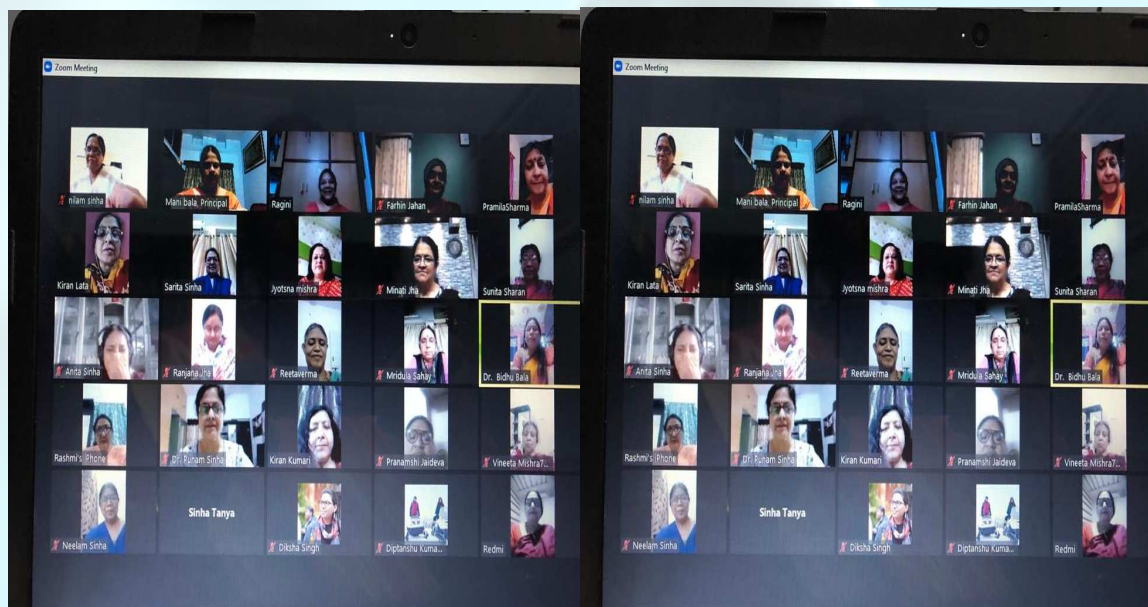 Zoom Meeting
nilam sinha
Mani bala, Principal
Ragini
Farhin Jahan
PramilaSharma
Kiran Lata
Sarita Sinha
Jyotsna mishra
Minati Jha
Sunita Sharan
Anita Sinha
Ranjana Jha
Reetaverma
Mridula Sahay
Dr. Bidhu Bala
Rashmi's Phone
Dr. Punam Sinha
Kiran Kumari
Pranamshi Jaideva
Vineeta Mishra7...
Neelam Sinha
Sinha Tanya
Diksha Singh
Diptanshu Kuma...
Redmi
Zoom Meeting
nilam sinha
Mani bala, Principal
Ragini
Farhin Jahan
PramilaSharma
Kiran Lata
Sarita Sinha
Jyotsna mishra
Minati Jha
Sunita Sharan
Anita Sinha
Ranjana Jha
Reetaverma
Mridula Sahay
Dr. Bidhu Bala
Rashmi's Phone
Dr. Punam Sinha
Kiran Kumari
Pranamshi Jaideva
Vineeta Mishra7...
Neelam Sinha
Sinha Tanya
Diksha Singh
Diptanshu Kuma...
Redmi